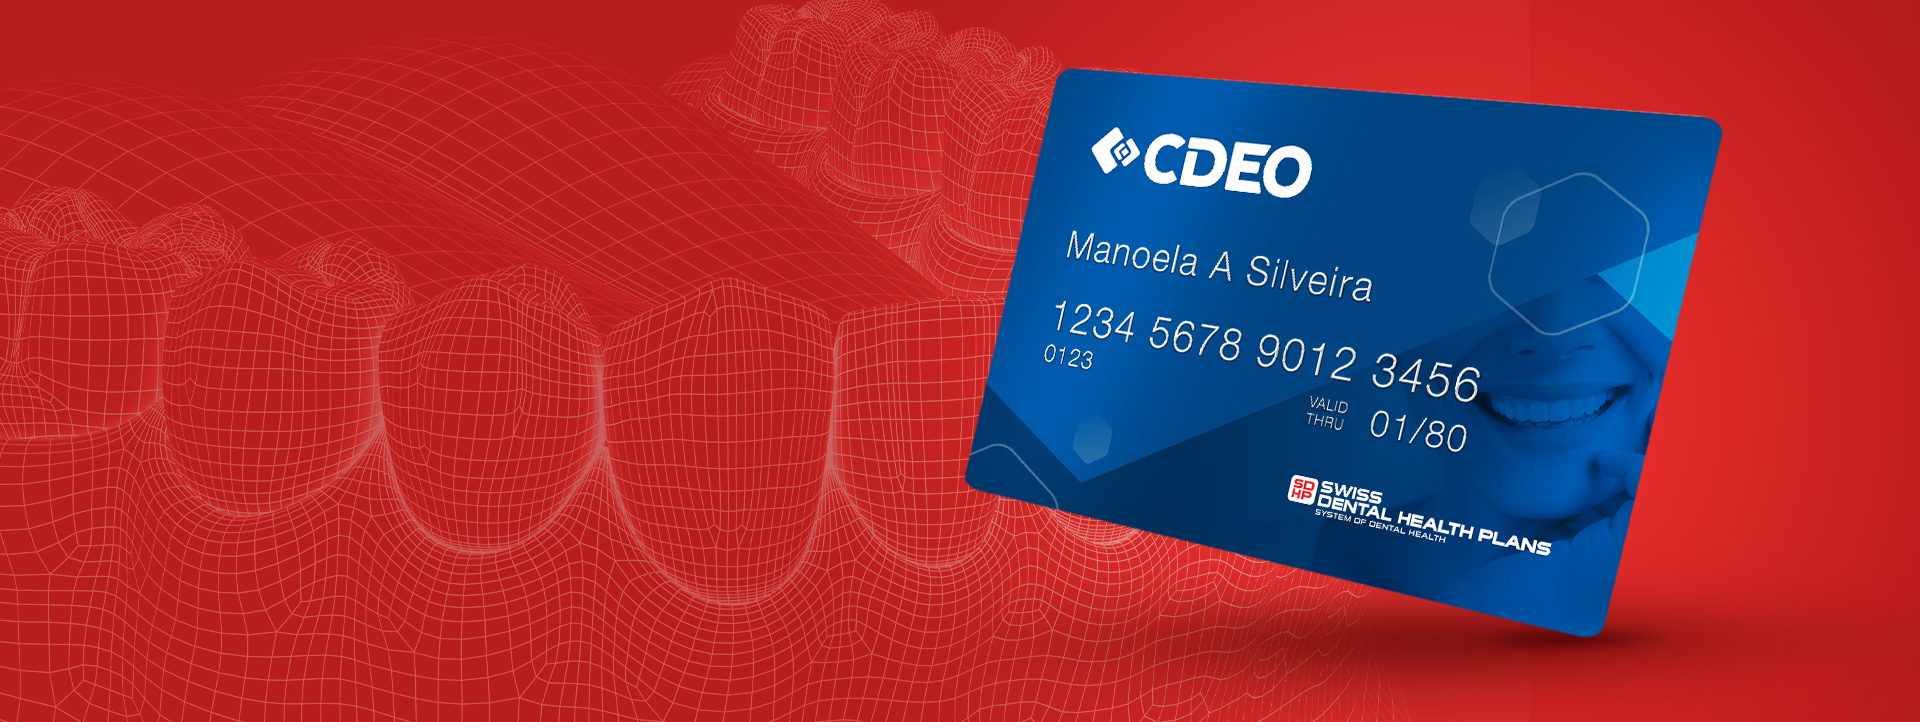 CDEO
Manoela A Silveira
1234 5678 9012 3456
0123
VALID
THRU 01/80
SD
HP
SWISS
DENTAL HEALTH PLANS
SYSTEM OF DENTAL HEALTH